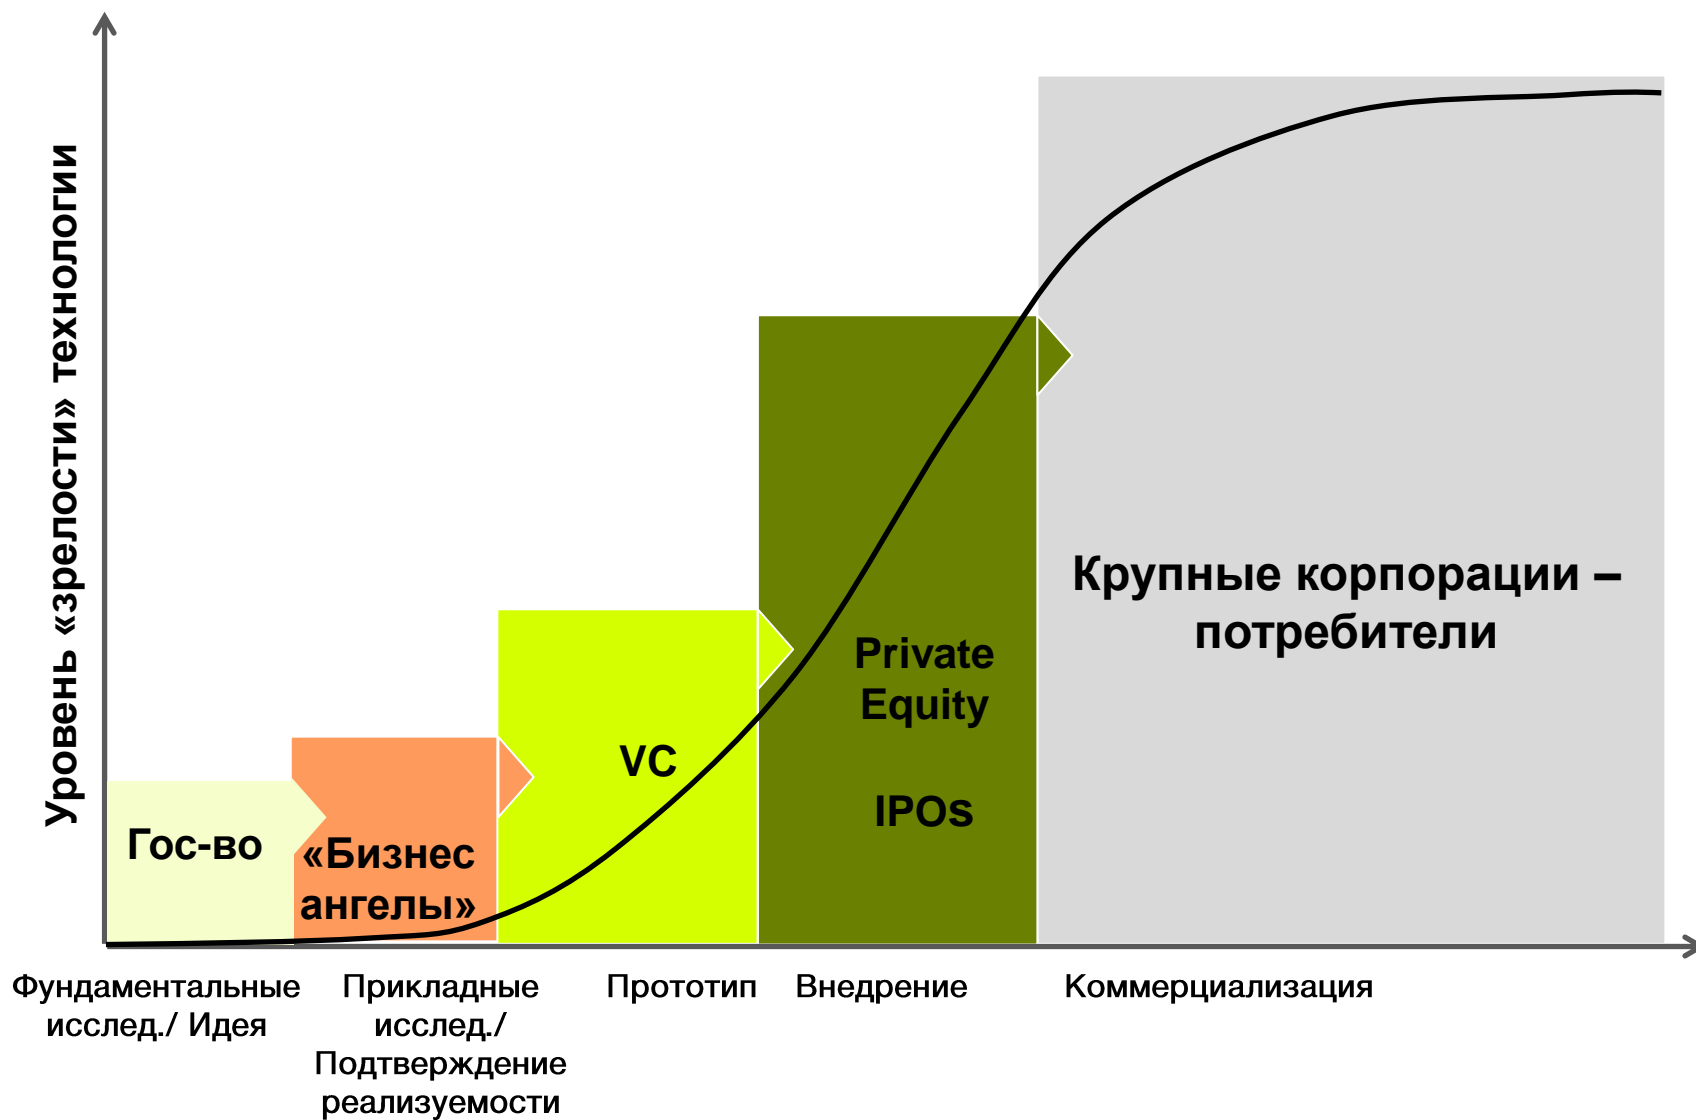 Уровень «зрелости» технологии
Гос-во
«Бизнес
ангелы»
VC
Private
Equity
IPOs
Крупные корпорации –
потребители
Фундаментальные
исслед./ Идея
Прикладные
исслед./
Подтверждение
реализуемости
Прототип
Внедрение
Коммерциализация